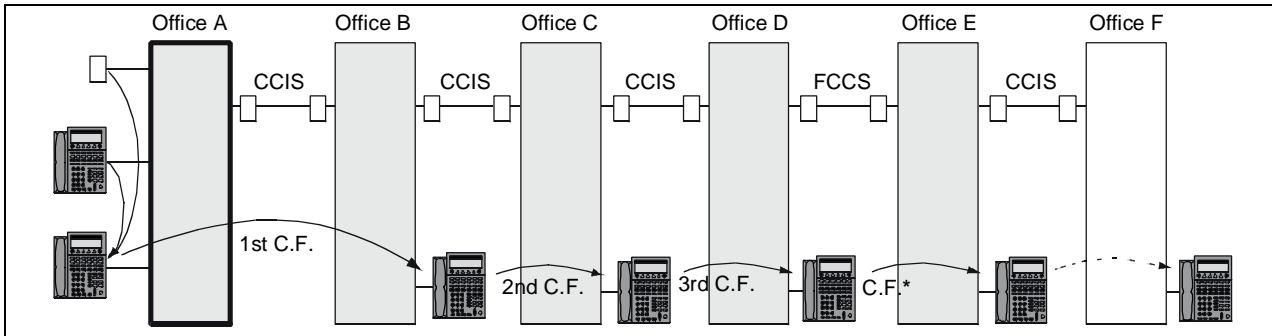 Office A
Office B
Office C
Office D
Office E
Office F
CCIS
CCIS
CCIS
FCCS
CCIS
1st C.F.
2nd C.F.
3rd C.F.
C.F.*